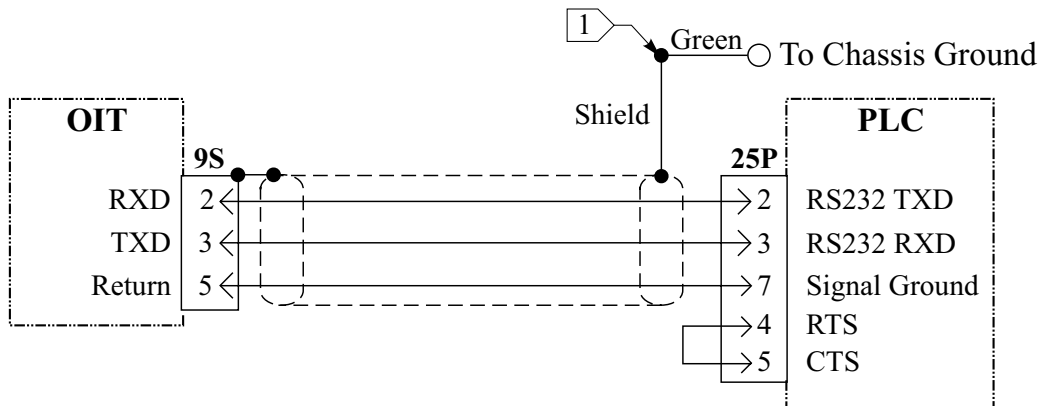 1
Green
To Chassis Ground
Shield
OIT
PLC
9S
25P
RXD 2
2 RS232 TXD
TXD 3
3 RS232 RXD
Return 5
7 Signal Ground
4 RTS
5 CTS